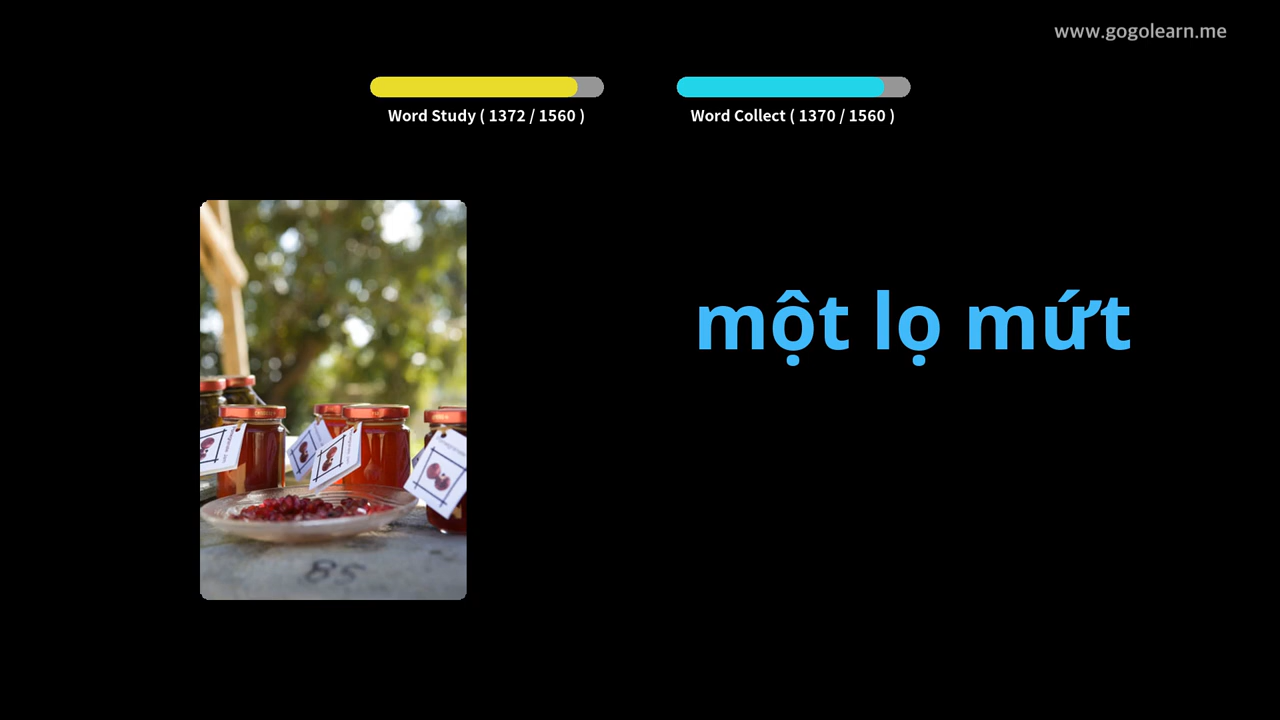 www.gogolearn.me
Word Study ( 1372 / 1560 )
Word Collect ( 1370 / 1560 )
một lọ mứt
85